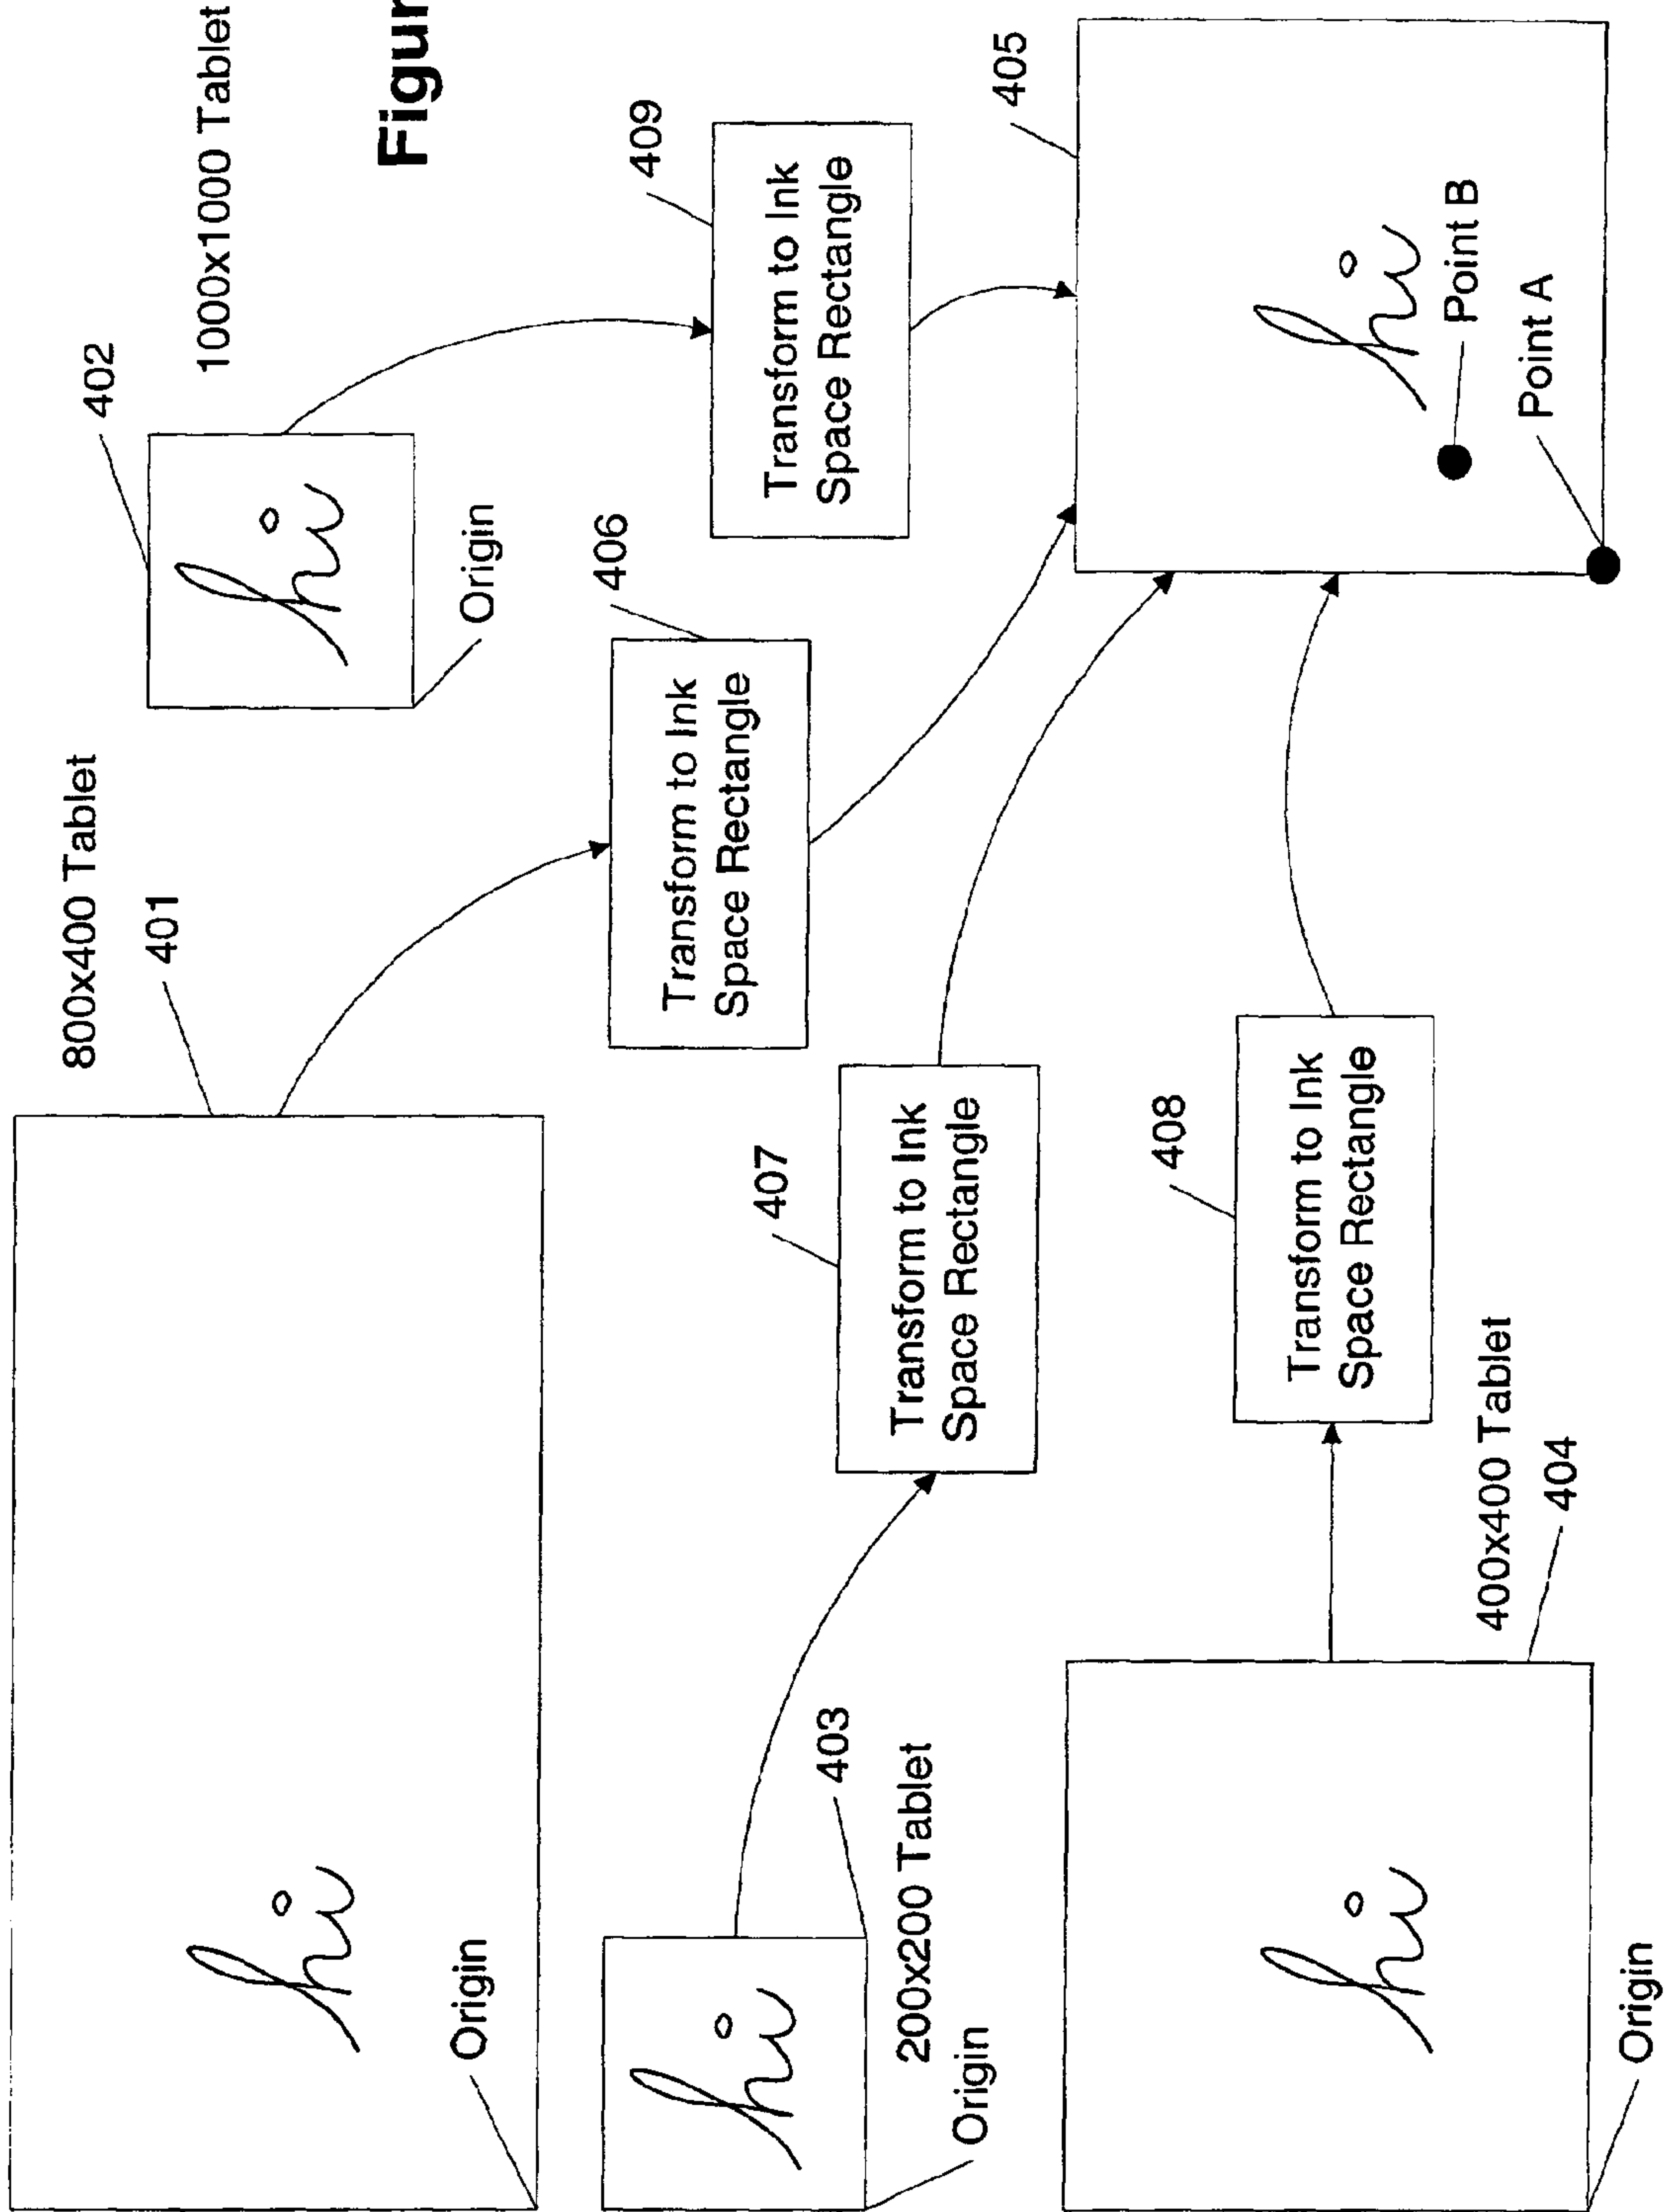 800x400 Tablet
401
hi
Origin
402
1000x1000 Tablet
hi
Origin
Figur
406
Transform to Ink
Space Rectangle
409
Transform to Ink
Space Rectangle
hi
403
200x200 Tablet
Origin
407
Transform to Ink
Space Rectangle
405
hi
Point B
Point A
408
Transform to Ink
Space Rectangle
hi
400x400 Tablet
404
Origin